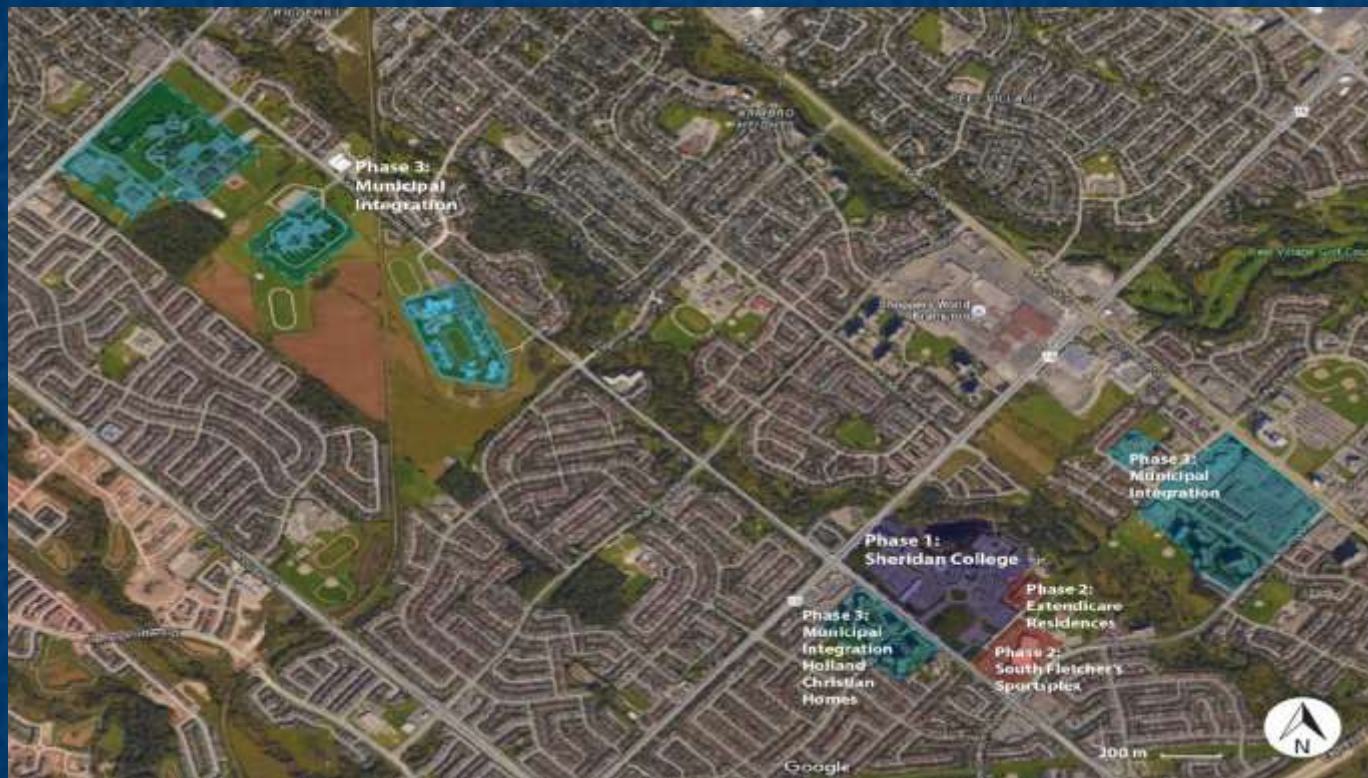 Phase 3:
Municipal
Integration
Shoppers World
Brampton
Phase 3:
Municipal
Integration
Phase 1:
Sheridan College
Phase 2:
Extendicare
Residences
Phase 3:
Municipal
Integration
Holland
Christian
Homes
Phase 2:
South Fletcher's
Sportsplex
200 m
N
Google